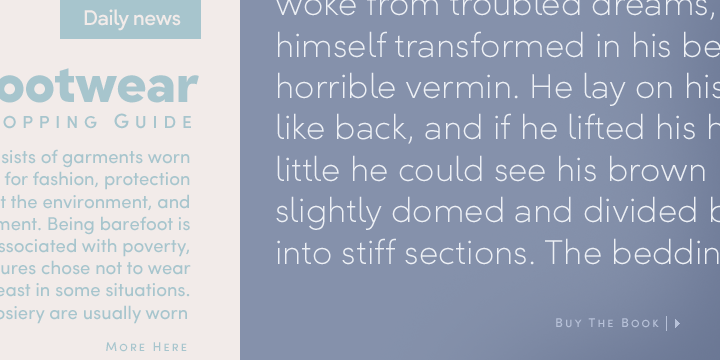 Daily news
ootwear
OPPING GUIDE
sists of garments worn
for fashion, protection
t the environment, and
ment. Being barefoot is
ssociated with poverty,
ures chose not to wear
east in some situations.
osiery are usually worn
MORE HERE
woke from troubled dreams,
himself transformed in his be
horrible vermin. He lay on his
like back, and if he lifted his h
little he could see his brown
slightly domed and divided b
into stiff sections. The beddin
BUY THE BOOK